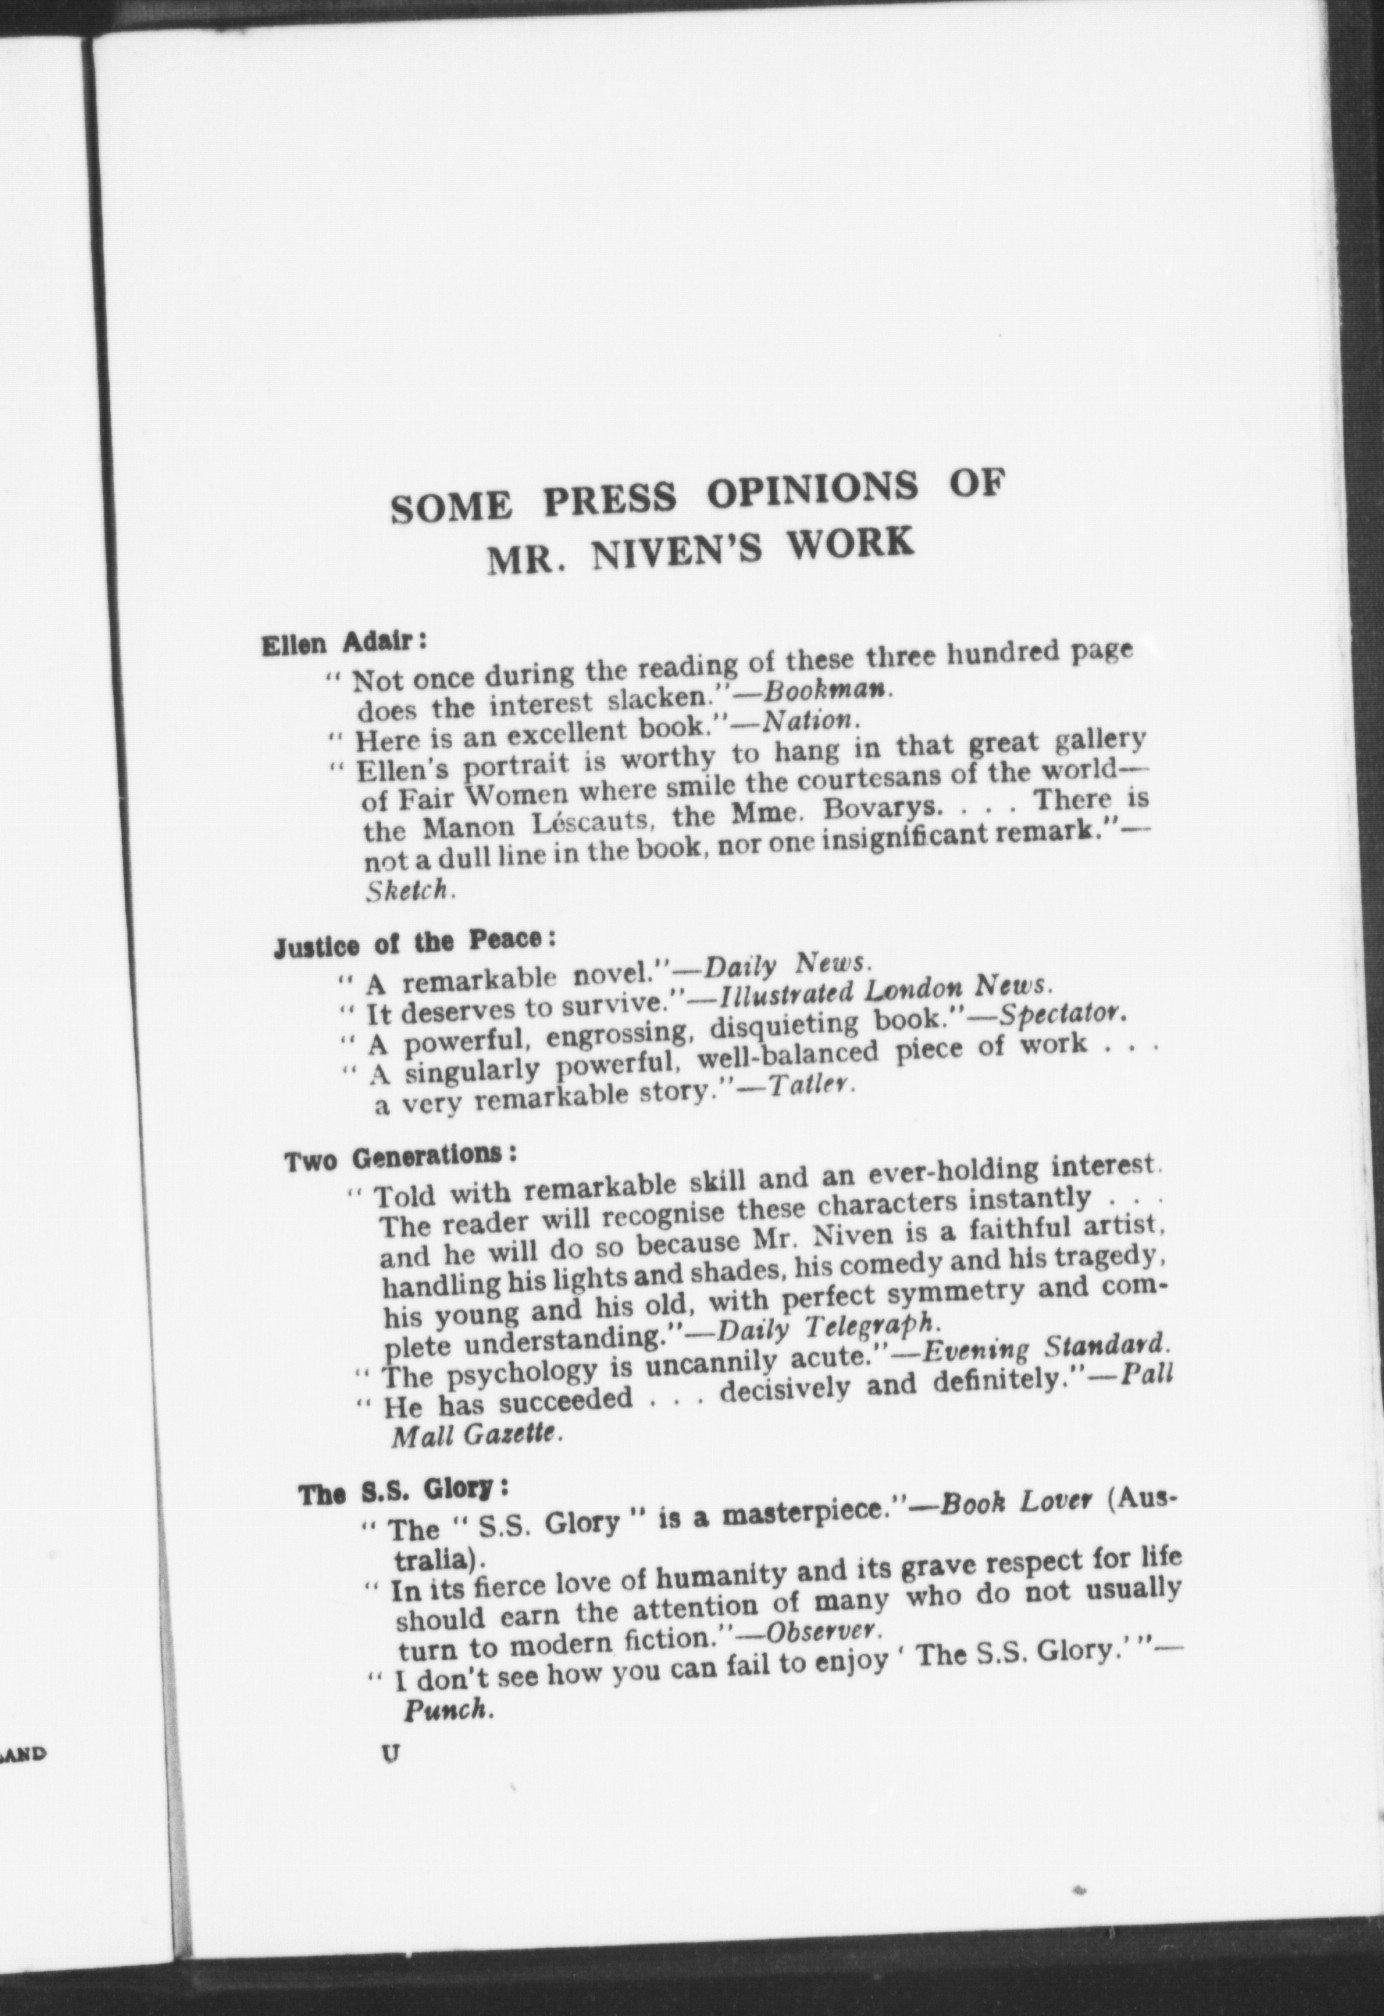 SOME PRESS OPINIONS OF
MR. NIVEN'S WORK
Ellen Adair:
“ Not once during the reading of these three hundred page
does the interest slacken.”—Bookman.
“ Here is an excellent book.”—Nation.
“ Ellen's portrait is worthy to hang in that great gallery
of Fair Women where smile the courtesans of the world—
the Manon Léscauts, the Mme. Bovarys. . . . There is
not a dull line in the book, nor one insignificant remark.”—
Sketch.
Justice of the Peace:
“ A remarkable novel.”—Daily News.
“ It deserves to survive.”—Illustrated London News.
“ A powerful, engrossing, disquieting book.”—Spectator.
“ A singularly powerful, well-balanced piece of work . . .
a very remarkable story.”—Tatler.
Two Generations:
“ Told with remarkable skill and an ever-holding interest.
The reader will recognise these characters instantly . . .
and he will do so because Mr. Niven is a faithful artist,
handling his lights and shades, his comedy and his tragedy,
his young and his old, with perfect symmetry and com-
plete understanding.”—Daily Telegraph.
“ The psychology is uncannily acute.”—Evening Standard.
“ He has succeeded . . . decisively and definitely.”—Pall
Mall Gazette.
The S.S. Glory:
“ The “ S.S. Glory ” is a masterpiece.”—Book Lover (Aus-
tralia).
“ In its fierce love of humanity and its grave respect for life
should earn the attention of many who do not usually
turn to modern fiction.”—Observer.
“ I don't see how you can fail to enjoy ‘ The S.S. Glory.’ ”—
Punch.
U